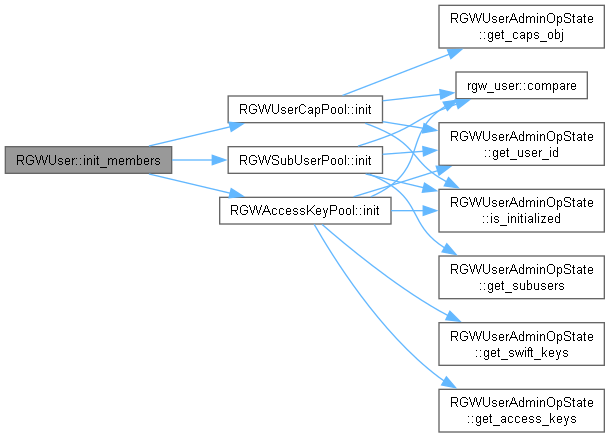 RGWUser::init_members
RGWUserCapPool::init
RGWSubUserPool::init
RGWAccessKeyPool::init
RGWUserAdminOpState
::get_caps_obj
rgw_user::compare
RGWUserAdminOpState
::get_user_id
RGWUserAdminOpState
::is_initialized
RGWUserAdminOpState
::get_subusers
RGWUserAdminOpState
::get_swift_keys
RGWUserAdminOpState
::get_access_keys